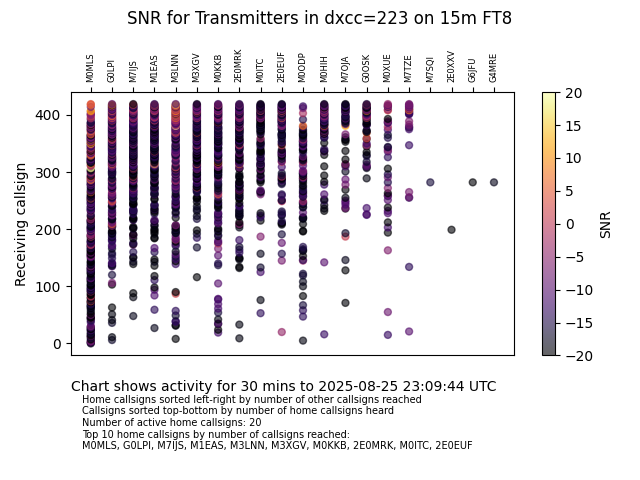 SNR for Transmitters in dxcc=223 on 15m FT8
M0MLS G0LPI M7IJS M1EAS M3LNN M3XGV M0KKB 2E0MRK M0ITC 2E0EUF M0ODP M0HIH M7OJA G0OSK M0XUE M7TZE M7SQI 2E0XXV G6JFU G4MRE
400
300
200
100
0
Receiving callsign
20
15
10
5
0
−5
−10
−15
−20
SNR
Chart shows activity for 30 mins to 2025-08-25 23:09:44 UTC
Home callsigns sorted left-right by number of other callsigns reached
Callsigns sorted top-bottom by number of home callsigns heard
Number of active home callsigns: 20
Top 10 home callsigns by number of callsigns reached:
M0MLS, G0LPI, M7IJS, M1EAS, M3LNN, M3XGV, M0KKB, 2E0MRK, M0ITC, 2E0EUF